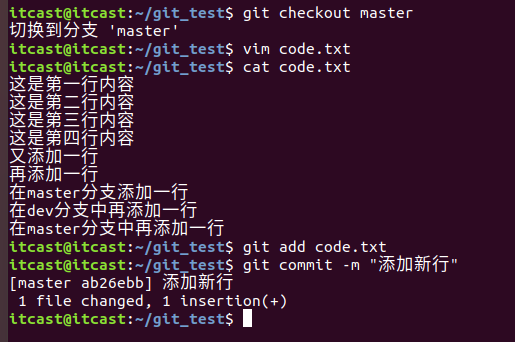 itcast@itcast:~/git_test$ git checkout master
切换到分支 'master'
itcast@itcast:~/git_test$ vim code.txt
itcast@itcast:~/git_test$ cat code.txt
这是第一行内容
这是第二行内容
这是第三行内容
这是第四行内容
又添加一行
再添加一行
在master分支添加一行
在dev分支中再添加一行
在master分支中再添加一行
itcast@itcast:~/git_test$ git add code.txt
itcast@itcast:~/git_test$ git commit -m "添加新行"
[master ab26ebb] 添加新行
 1 file changed, 1 insertion(+)
itcast@itcast:~/git_test$